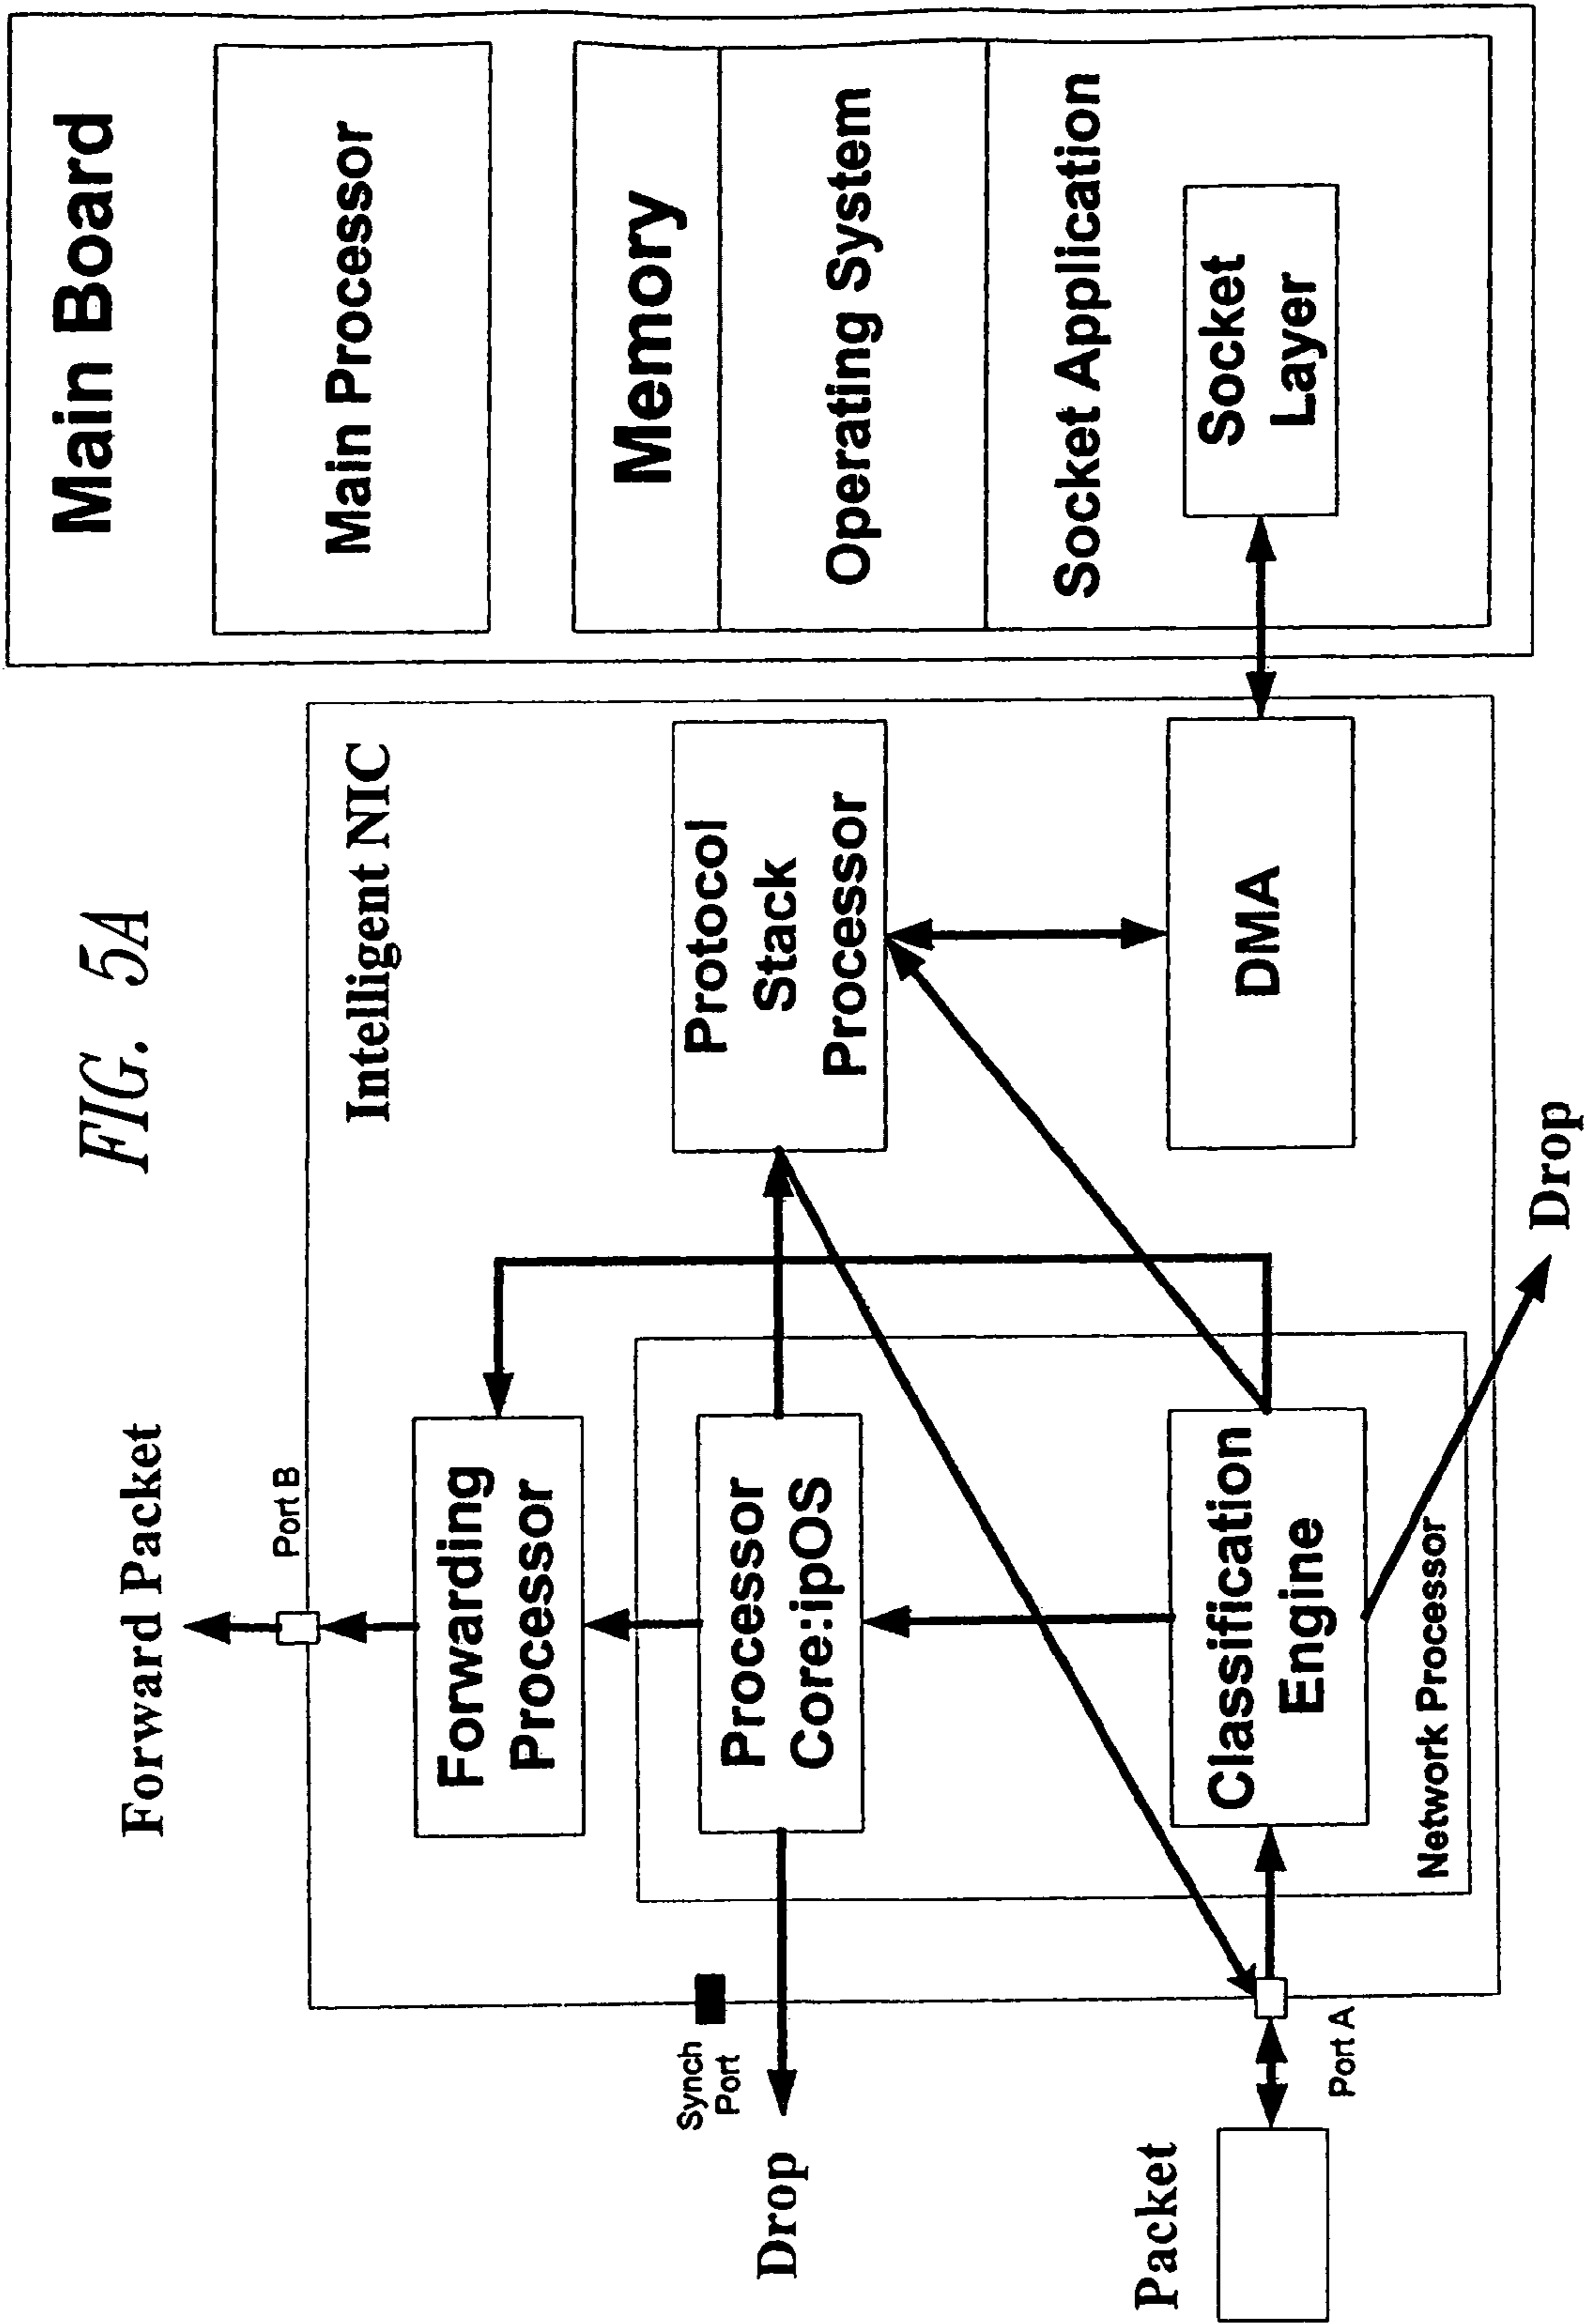 FIG. 5A
Main Board
Main Processor
Memory
Operating System
Socket Application
Socket
Layer
Intelligent NIC
Protocol
Stack
Processor
DMA
Forward Packet
Port B
Forwarding
Processor
Processor
Core:ipOS
Classification
Engine
Network Processor
Drop
Synch
Port
Drop
Port A
Packet